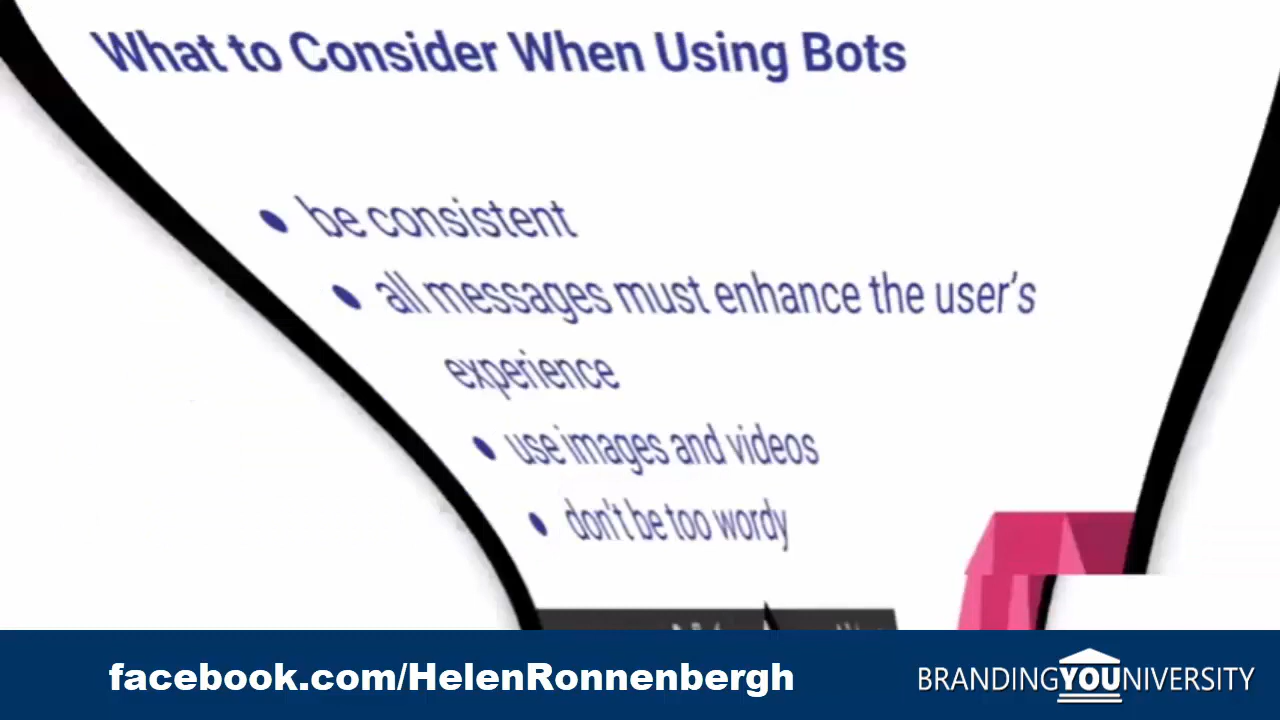 What to Consider When Using Bots
• be consistent
• all messages must enhance the user's
experience
• use images and videos
• don't be too wordy
facebook.com/HelenRonnenbergh
BRANDINGYOUNIVERSITY